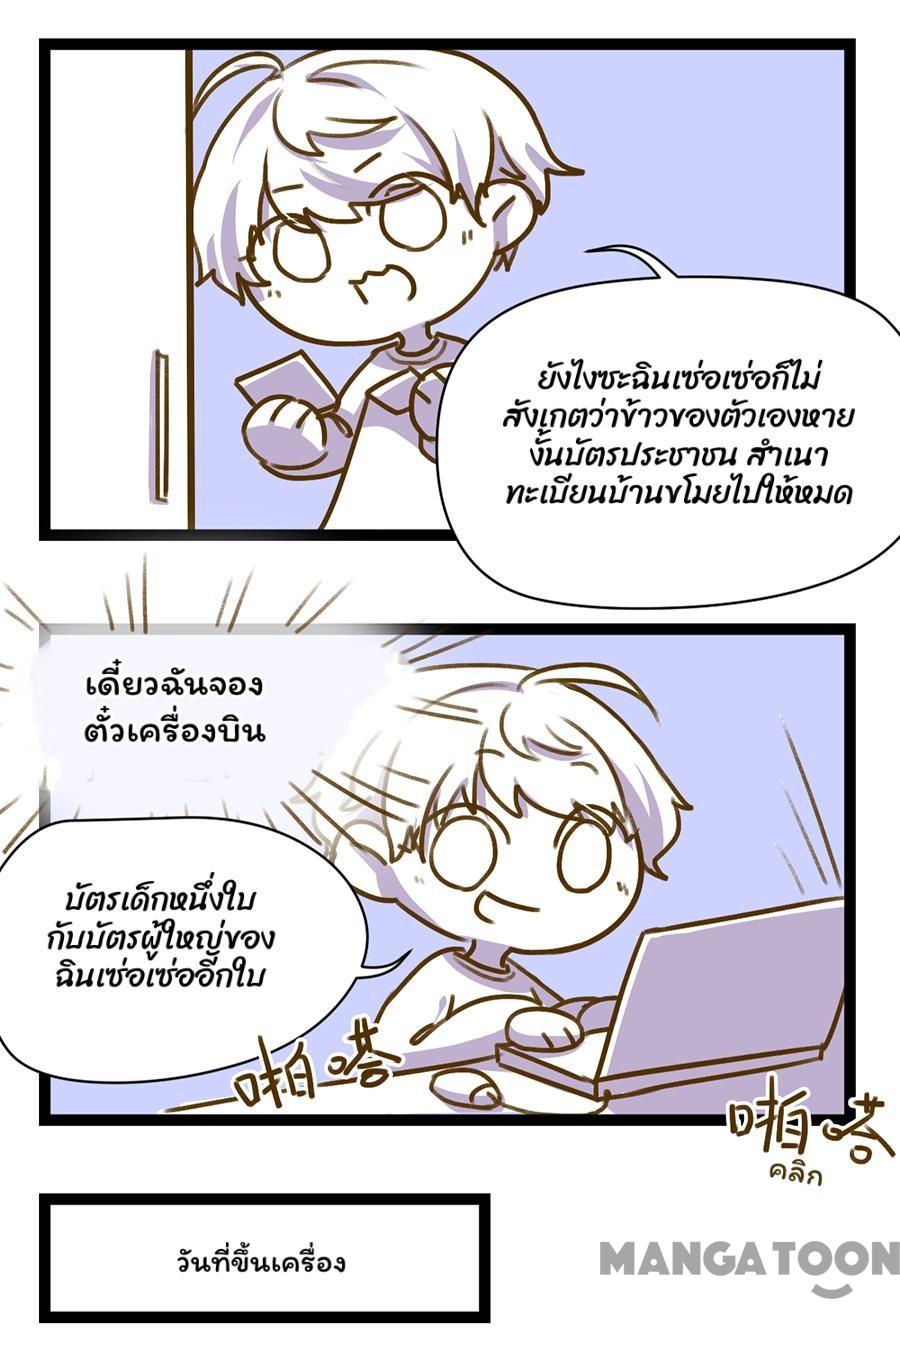 ยังไงซะฉินเซ่อเซ่อก็ไม่
สังเกตว่าข้าวของตัวเองหาย
งั้นบัตรประชาชน สำเนา
ทะเบียนบ้านขโมยไปให้หมด
เดี๋ยวฉันจอง
ตั๋วเครื่องบิน
บัตรเด็กหนึ่งใบ
กับบัตรผู้ใหญ่ของ
ฉินเซ่อเซ่ออีกใบ
啪嗒
啪嗒
คลิก
วันที่ขึ้นเครื่อง
MANGATOON